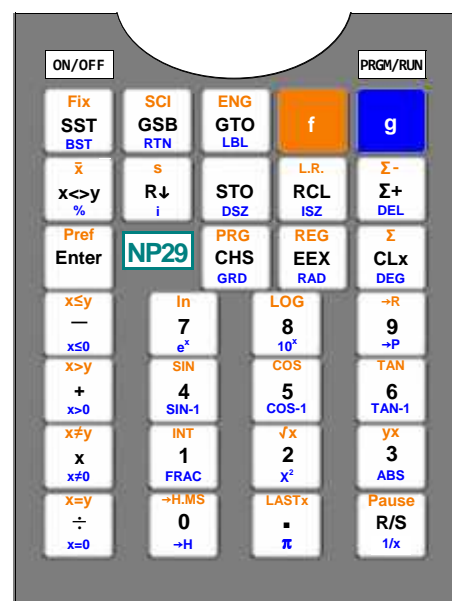 ON/OFF PRGM/RUN
Fix SCI ENG
SST GSB GTO f g
BST RTN LBL
x̄ s L.R. Σ-
x<>y R↓ STO RCL Σ+
% i DSZ ISZ DEL
Pref PRG REG Σ
Enter NP29 CHS EEX CLx
GRD RAD DEG
x≤y ln LOG →R
— 7 8 9
x≤0 eˣ 10ˣ →P
x>y SIN COS TAN
+ 4 5 6
x>0 SIN-1 COS-1 TAN-1
x≠y INT √x yx
x 1 2 3
x≠0 FRAC X² ABS
x=y →H.MS LASTx Pause
÷ 0 . R/S
x=0 →H π 1/x